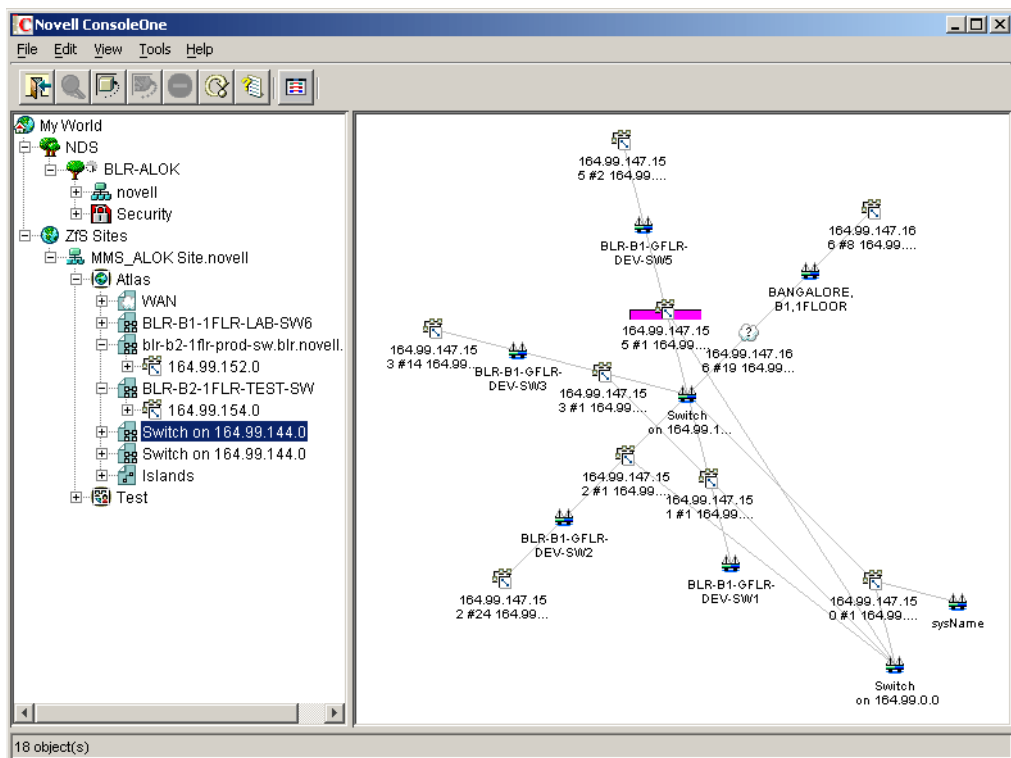 Novell ConsoleOne
File Edit View Tools Help
My World
NDS
BLR-ALOK
novell
Security
ZfS Sites
MMS_ALOK Site.novell
Atlas
WAN
BLR-B1-1FLR-LAB-SW6
blr-b2-1flr-prod-sw.blr.novell.
164.99.152.0
BLR-B2-1FLR-TEST-SW
164.99.154.0
Switch on 164.99.144.0
Switch on 164.99.144.0
Islands
Test
164.99.147.15
5 #2 164.99....
BLR-B1-GFLR-
DEV-SW5
164.99.147.16
6 #8 164.99....
BANGALORE,
B1,1FLOOR
164.99.147.15
5 #1 164.99....
164.99.147.16
6 #19 164.99...
164.99.147.15
3 #14 164.99...
BLR-B1-GFLR-
DEV-SW3
164.99.147.15
3 #1 164.99....
Switch
on 164.99.1...
164.99.147.15
2 #1 164.99....
164.99.147.15
1 #1 164.99....
BLR-B1-GFLR-
DEV-SW2
164.99.147.15
2 #24 164.99...
BLR-B1-GFLR-
DEV-SW1
164.99.147.15
0 #1 164.99....
sysName
Switch
on 164.99.0.0
18 object(s)